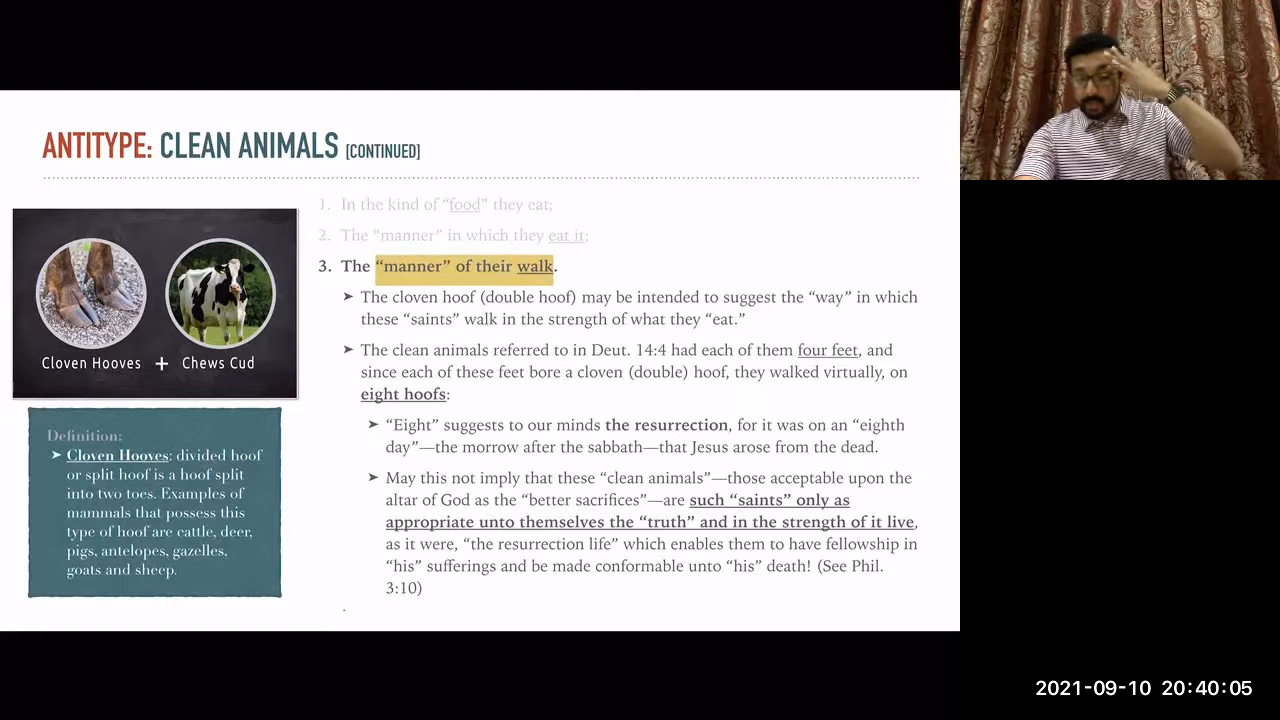 ANTITYPE: CLEAN ANIMALS [CONTINUED]
Cloven Hooves + Chews Cud
Definition:
➤ Cloven Hooves: divided hoof
or split hoof is a hoof split
into two toes. Examples of
mammals that possess this
type of hoof are cattle, deer,
pigs, antelopes, gazelles,
goats and sheep.
1. In the kind of “food” they eat;
2. The “manner” in which they eat it;
3. The “manner” of their walk.
➤ The cloven hoof (double hoof) may be intended to suggest the “way” in which
these “saints” walk in the strength of what they “eat.”
➤ The clean animals referred to in Deut. 14:4 had each of them four feet, and
since each of these feet bore a cloven (double) hoof, they walked virtually, on
eight hoofs:
➤ “Eight” suggests to our minds the resurrection, for it was on an “eighth
day”—the morrow after the sabbath—that Jesus arose from the dead.
➤ May this not imply that these “clean animals”—those acceptable upon the
altar of God as the “better sacrifices”—are such “saints” only as
appropriate unto themselves the “truth” and in the strength of it live,
as it were, “the resurrection life” which enables them to have fellowship in
“his” sufferings and be made conformable unto “his” death! (See Phil.
3:10)
2021-09-10 20:40:05